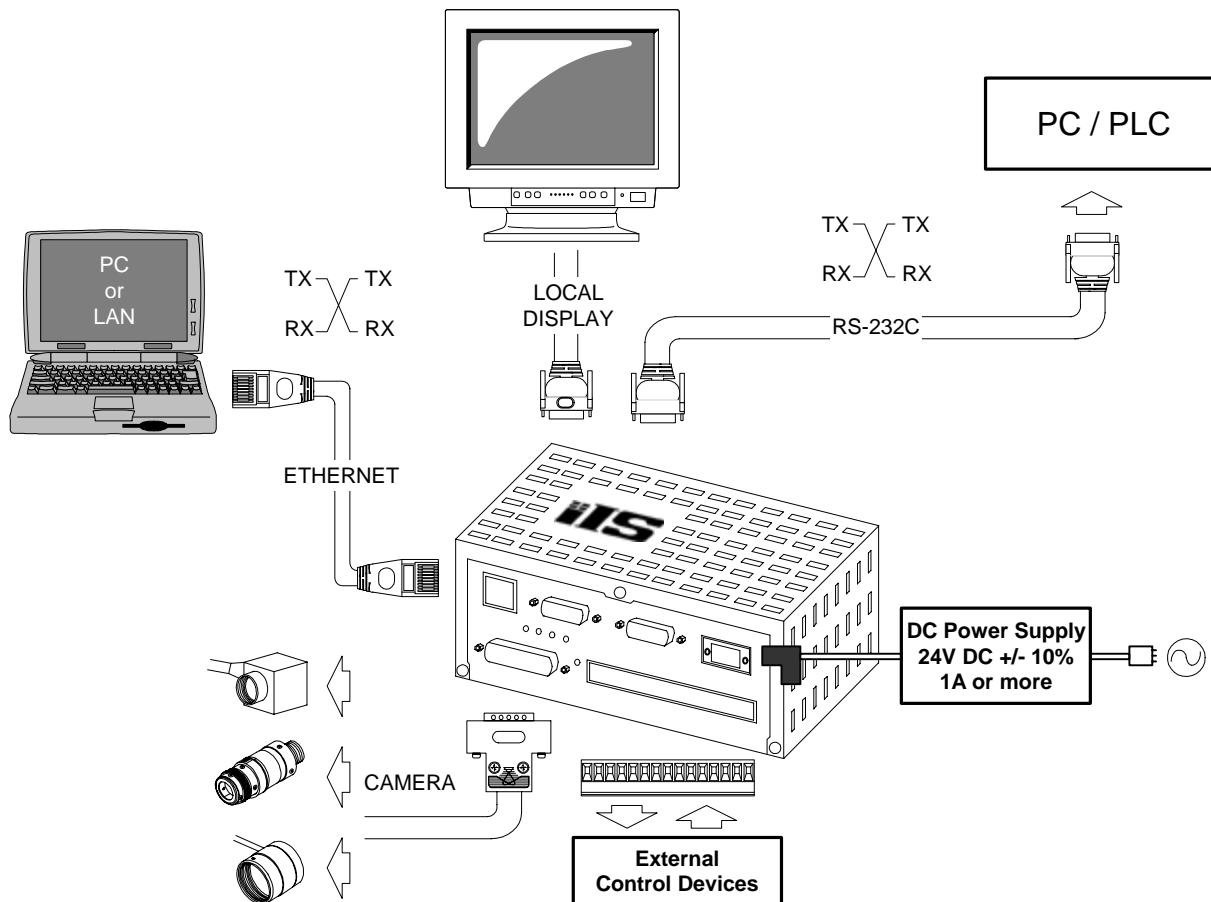 PC / PLC
TX TX
RX RX
PC
or
LAN
TX TX
RX RX
LOCAL
DISPLAY
RS-232C
ETHERNET
iIS
DC Power Supply
24V DC +/- 10%
1A or more
CAMERA
External
Control Devices